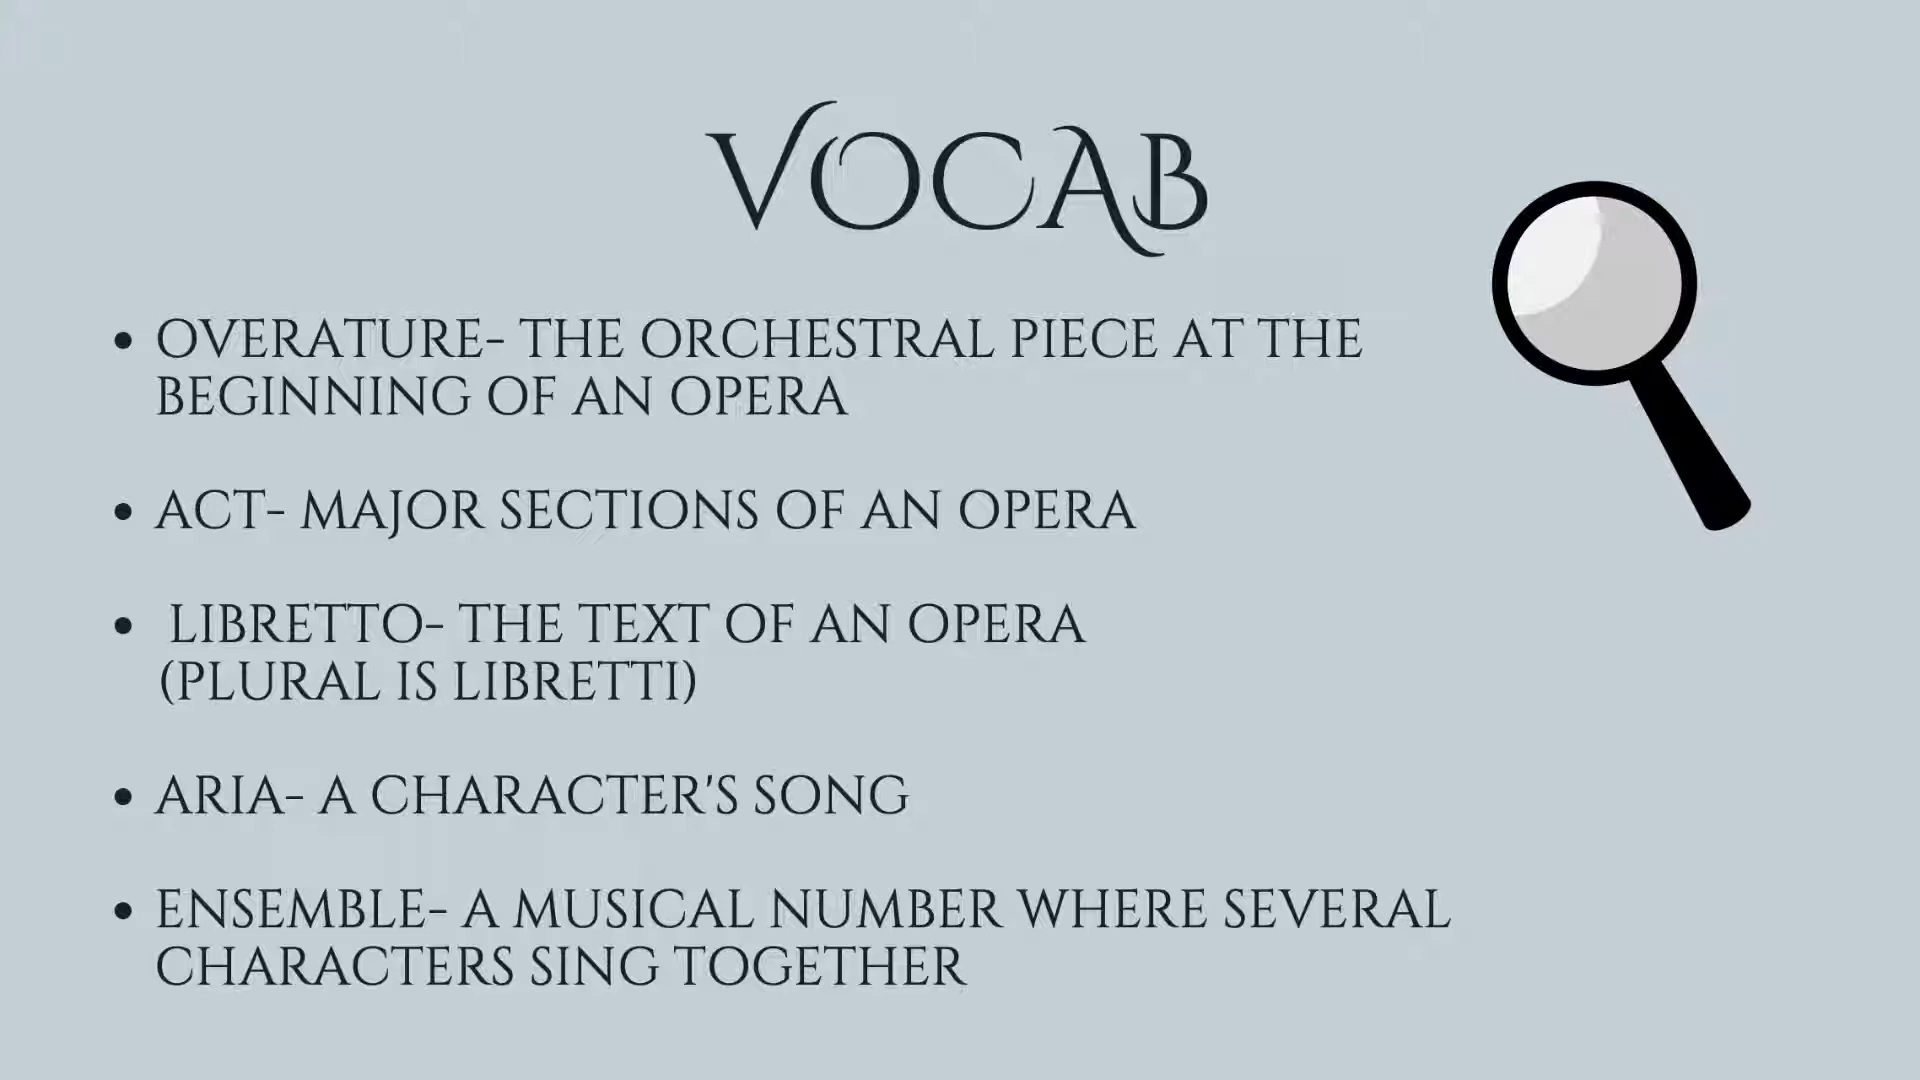 VOCAB
• OVERATURE- THE ORCHESTRAL PIECE AT THE
BEGINNING OF AN OPERA
• ACT- MAJOR SECTIONS OF AN OPERA
• LIBRETTO- THE TEXT OF AN OPERA
(PLURAL IS LIBRETTI)
• ARIA- A CHARACTER'S SONG
• ENSEMBLE- A MUSICAL NUMBER WHERE SEVERAL
CHARACTERS SING TOGETHER